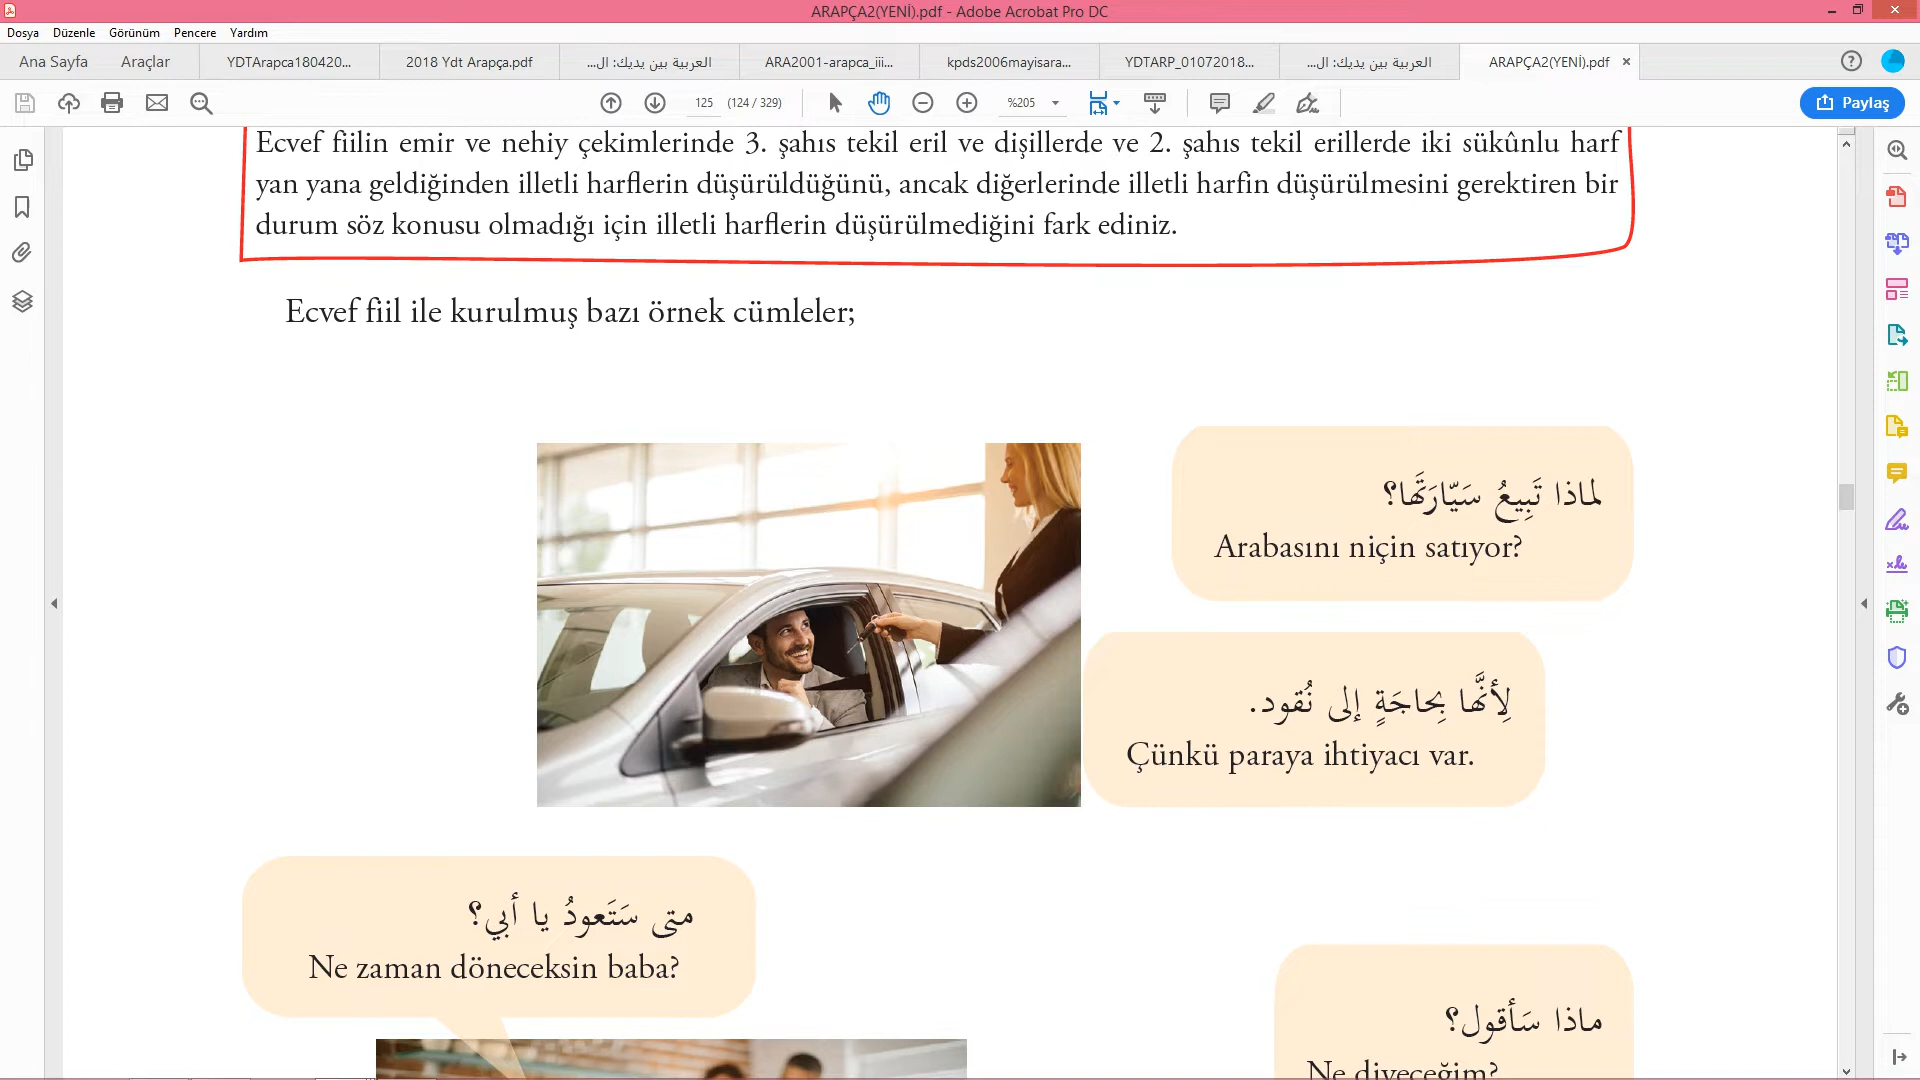 ARAPÇA2(YENİ).pdf - Adobe Acrobat Pro DC
Dosya Düzenle Görünüm Pencere Yardım
Ana Sayfa Araçlar YDTArapca180420... 2018 Ydt Arapça.pdf العربية بين يديك: ال... ARA2001-arapca_iii... kpds2006mayisara... YDTARP_01072018... العربية بين يديك: ال... ARAPÇA2(YENİ).pdf
125 (124 / 329) %205 Paylaş
Ecvef fiilin emir ve nehiy çekimlerinde 3. şahıs tekil eril ve dişillerde ve 2. şahıs tekil erillerde iki sükûnlu harf
yan yana geldiğinden illetli harflerin düşürüldüğünü, ancak diğerlerinde illetli harfin düşürülmesini gerektiren bir
durum söz konusu olmadığı için illetli harflerin düşürülmediğini fark ediniz.
Ecvef fiil ile kurulmuş bazı örnek cümleler;
لماذا تَبِيعُ سَيّارَتَها؟
Arabasını niçin satıyor?
لِأنَّها بِحاجَةٍ إلى نُقود.
Çünkü paraya ihtiyacı var.
متى سَتَعودُ يا أبي؟
Ne zaman döneceksin baba?
ماذا سَأقول؟
Ne diyeceğim?